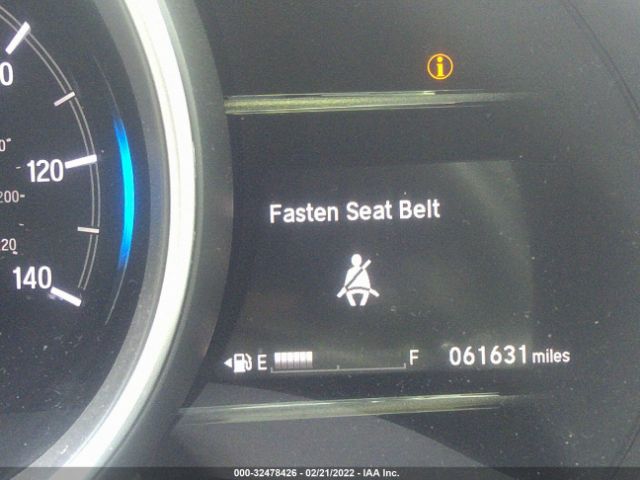 120
140
Fasten Seat Belt
E F 061631 miles
000-32478426 - 02/21/2022 - IAA Inc.